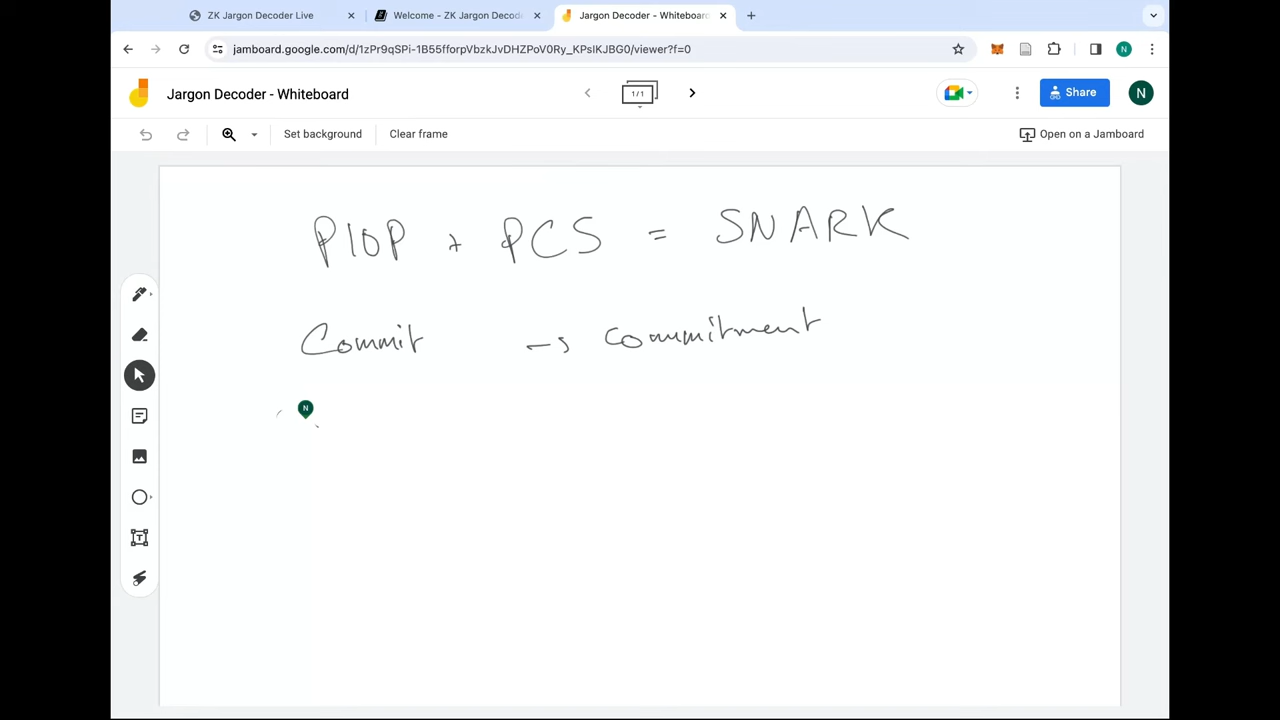 ZK Jargon Decoder Live
Welcome - ZK Jargon Decod
Jargon Decoder - Whiteboard
jamboard.google.com/d/1zPr9qSPi-1B55fforpVbzkJvDHZPoV0Ry_KPsIKJBG0/viewer?f=0
N
Jargon Decoder - Whiteboard
1/1
Share
N
Set background
Clear frame
Open on a Jamboard
PIOP + PCS = SNARK
Commit → commitment
N
T